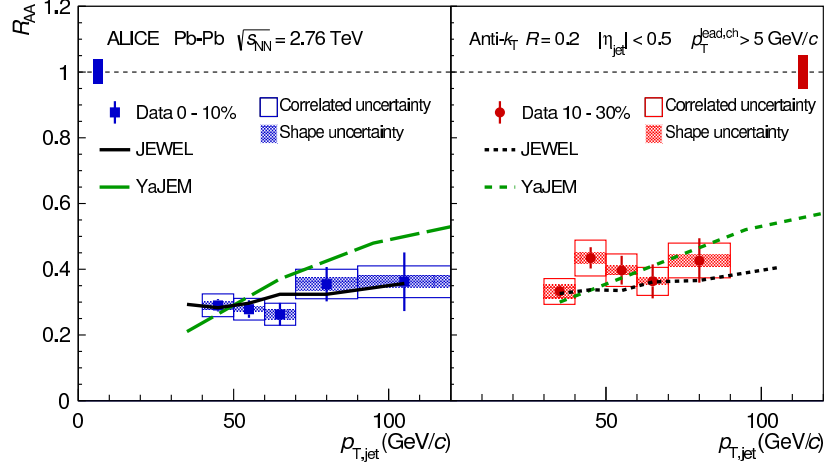 R_AA
1.4
1.2
1
0.8
0.6
0.4
0.2
0
ALICE Pb-Pb √s_NN = 2.76 TeV
Data 0 - 10%
Correlated uncertainty
Shape uncertainty
JEWEL
YaJEM
0 50 100
p_T,jet (GeV/c)
Anti-k_T R = 0.2 |η_jet| < 0.5 p_T^lead,ch > 5 GeV/c
Data 10 - 30%
Correlated uncertainty
Shape uncertainty
JEWEL
YaJEM
0 50 100
p_T,jet (GeV/c)